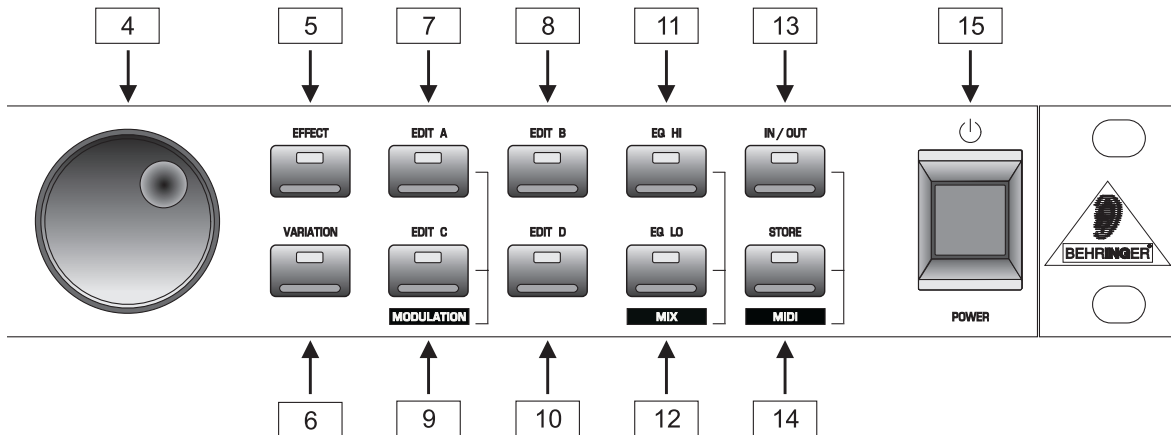 4 5 7 8 11 13 15
EFFECT EDIT A EDIT B EQ HI IN/OUT
VARIATION EDIT C EDIT D EQ LO STORE
BEHRINGER
MODULATION MIX MIDI POWER
6 9 10 12 14